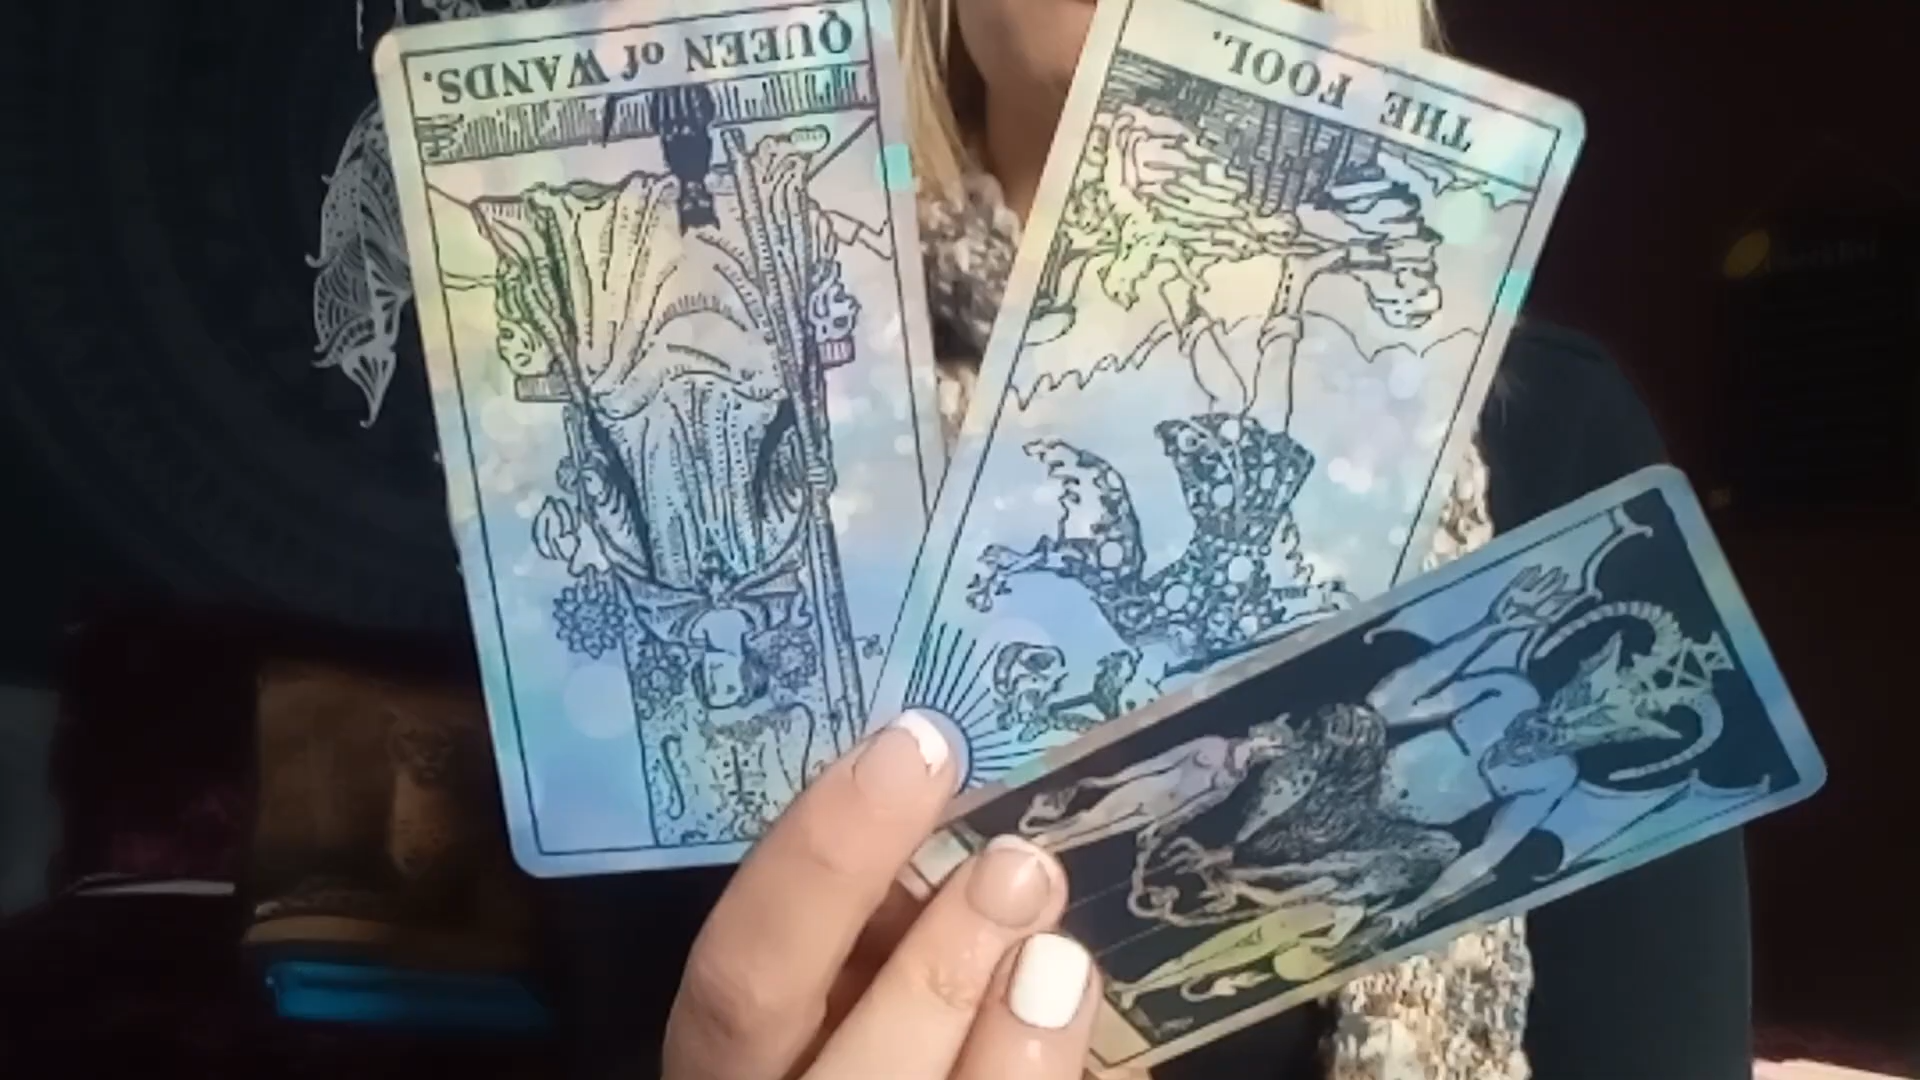 QUEEN of WANDS.
THE FOOL.